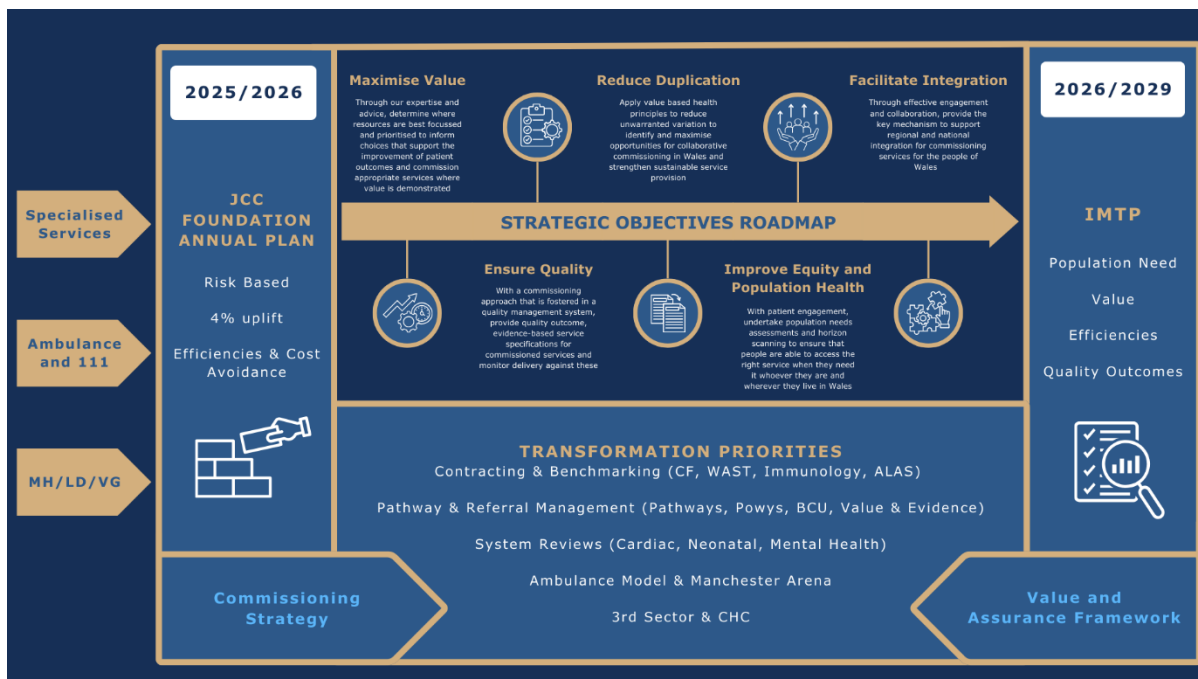 Specialised
Services
Ambulance
and 111
MH/LD/VG
2025/2026
JCC
FOUNDATION
ANNUAL PLAN
Risk Based
4% uplift
Efficiencies & Cost
Avoidance
Maximise Value
Through our expertise and
advice, determine where
resources are best focussed
and prioritised to inform
choices that support the
improvement of patient
outcomes and commission
appropriate services where
value is demonstrated
Reduce Duplication
Apply value based health
principles to reduce
unwarranted variation to
identify and maximise
opportunities for collaborative
commissioning in Wales and
strengthen sustainable service
provision
Facilitate Integration
Through effective engagement
and collaboration, provide the
key mechanism to support
regional and national
integration for commissioning
services for the people of
Wales
STRATEGIC OBJECTIVES ROADMAP
Ensure Quality
With a commissioning
approach that is fostered in a
quality management system,
provide quality outcome,
evidence-based service
specifications for
commissioned services and
monitor delivery against these
Improve Equity and
Population Health
With patient engagement,
undertake population needs
assessments and horizon
scanning to ensure that
people are able to access the
right service when they need
it whoever they are and
wherever they live in Wales
TRANSFORMATION PRIORITIES
Contracting & Benchmarking (CF, WAST, Immunology, ALAS)
Pathway & Referral Management (Pathways, Powys, BCU, Value & Evidence)
System Reviews (Cardiac, Neonatal, Mental Health)
Ambulance Model & Manchester Arena
3rd Sector & CHC
2026/2029
IMTP
Population Need
Value
Efficiencies
Quality Outcomes
Commissioning
Strategy
Value and
Assurance Framework